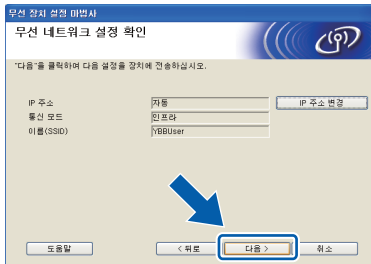 무선 장치 설정 마법사
무선 네트워크 설정 확인
"다음"을 클릭하여 다음 설정을 장치에 전송하십시오.
IP 주소 자동 IP 주소 변경
통신 모드 인프라
이름(SSID) YBBUser
도움말 < 뒤로 다음 > 취소